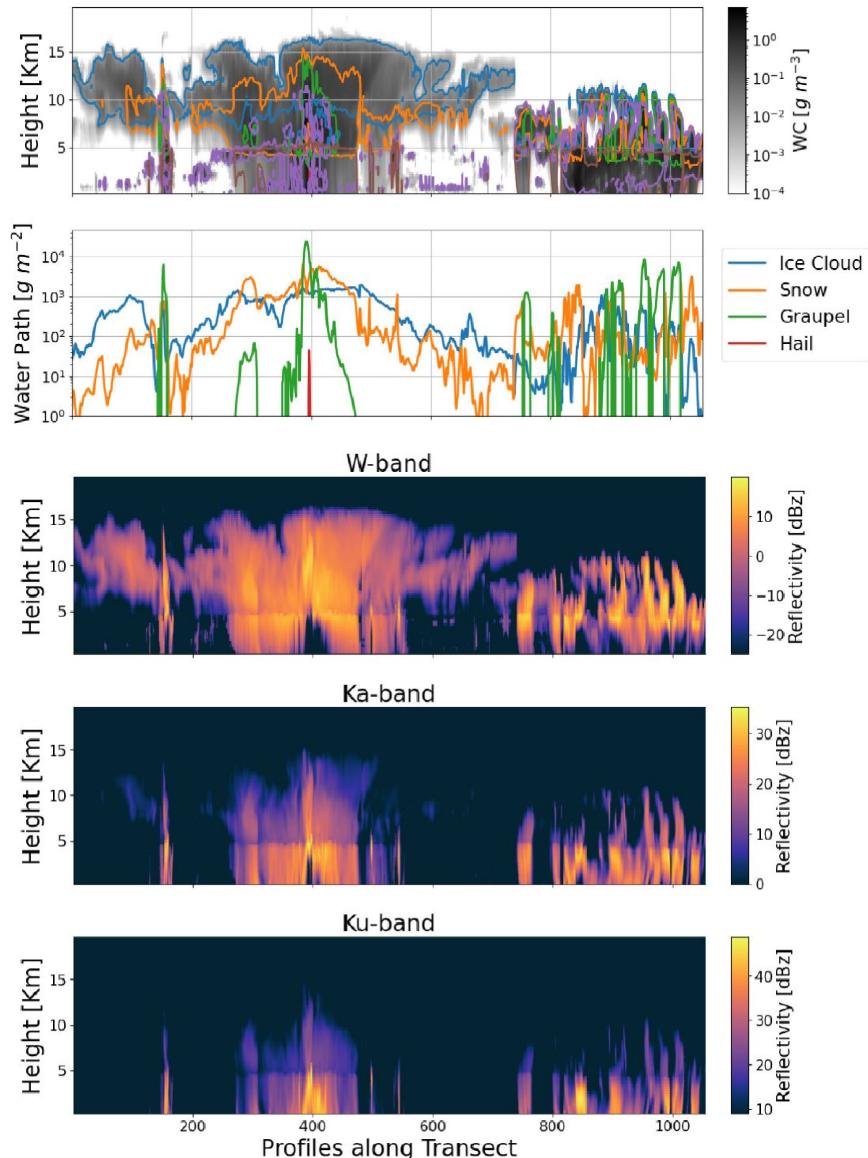 15
10
5
Height [Km]
10⁰
10⁻¹
10⁻²
10⁻³
10⁻⁴
WC [g m⁻³]
10⁴
10³
10²
10¹
10⁰
Water Path [g m⁻²]
Ice Cloud
Snow
Graupel
Hail
W-band
15
10
5
Height [Km]
10
0
−10
−20
Reflectivity [dBz]
Ka-band
15
10
5
Height [Km]
30
20
10
0
Reflectivity [dBz]
Ku-band
15
10
5
Height [Km]
40
30
20
10
Reflectivity [dBz]
200
400
600
800
1000
Profiles along Transect